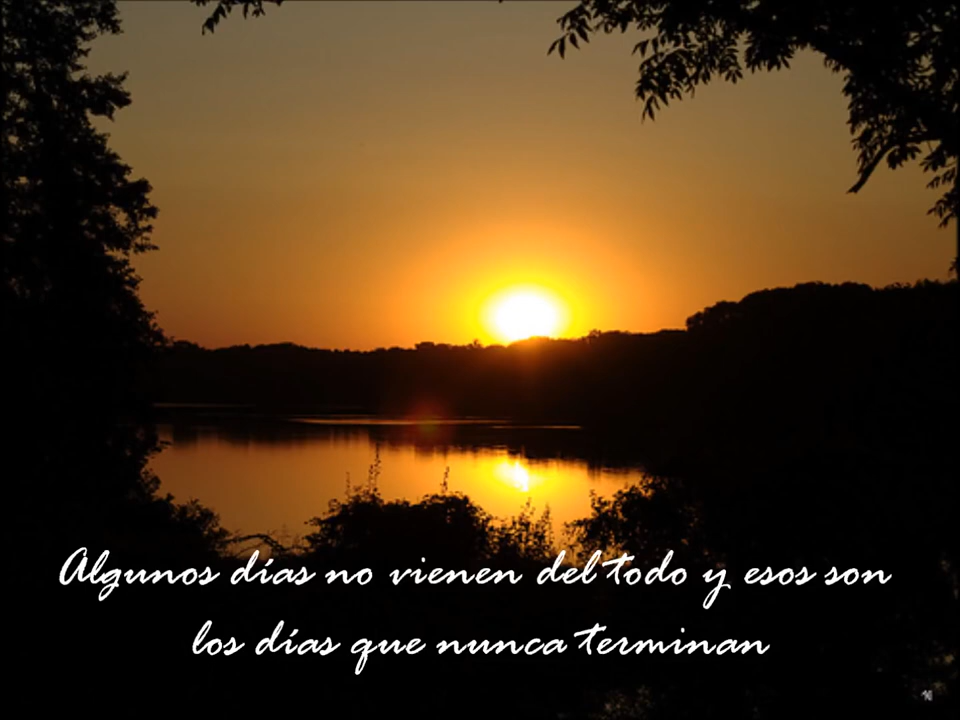 Algunos días no vienen del todo y esos son
los días que nunca terminan